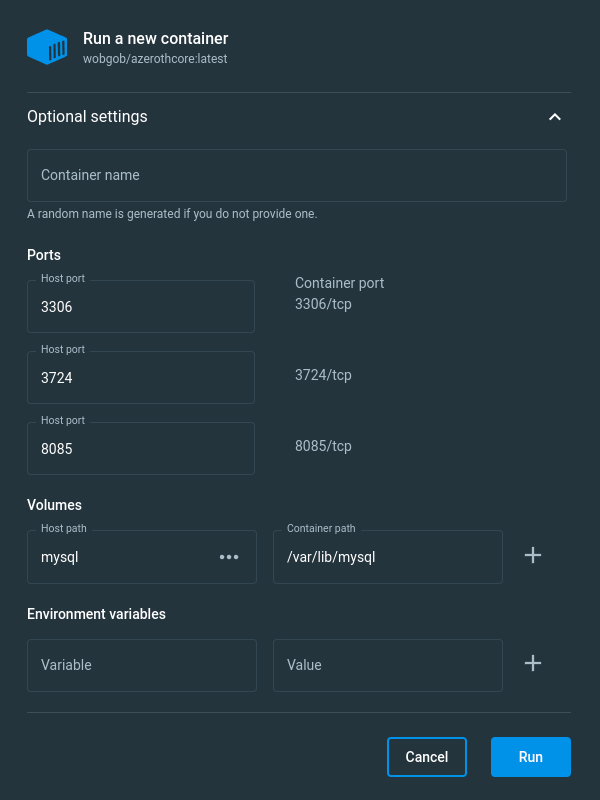 Run a new container
wobgob/azerothcore:latest
Optional settings
Container name
A random name is generated if you do not provide one.
Ports
Host port
3306
Container port
3306/tcp
Host port
3724
3724/tcp
Host port
8085
8085/tcp
Volumes
Host path
mysql
Container path
/var/lib/mysql
Environment variables
Variable
Value
Cancel
Run